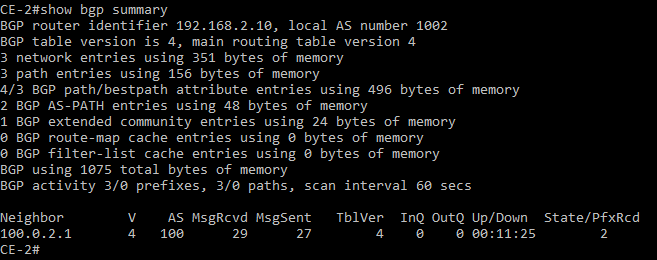 CE-2#show bgp summary
BGP router identifier 192.168.2.10, local AS number 1002
BGP table version is 4, main routing table version 4
3 network entries using 351 bytes of memory
3 path entries using 156 bytes of memory
4/3 BGP path/bestpath attribute entries using 496 bytes of memory
2 BGP AS-PATH entries using 48 bytes of memory
1 BGP extended community entries using 24 bytes of memory
0 BGP route-map cache entries using 0 bytes of memory
0 BGP filter-list cache entries using 0 bytes of memory
BGP using 1075 total bytes of memory
BGP activity 3/0 prefixes, 3/0 paths, scan interval 60 secs
Neighbor        V    AS MsgRcvd MsgSent   TblVer  InQ OutQ Up/Down  State/PfxRcd
100.0.2.1       4   100      29      27        4    0    0 00:11:25        2
CE-2#